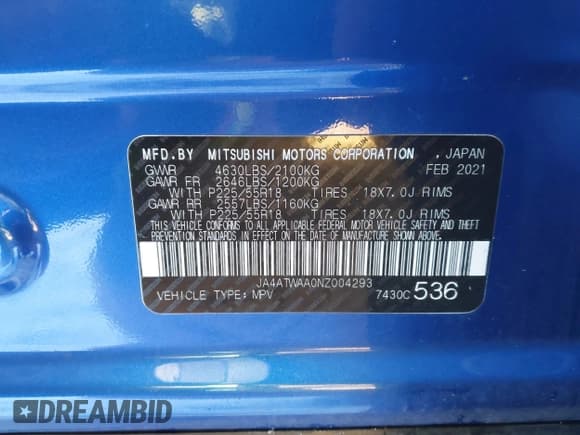 MFD.BY MITSUBISHI MOTORS CORPORATION , JAPAN
GVWR 4630LBS/2100KG FEB 2021
GAWR FR 2646LBS/1200KG
WITH P225/55R18 TIRES 18X7.0J RIMS
GAWR RR 2557LBS/1160KG
WITH P225/55R18 TIRES 18X7.0J RIMS
THIS VEHICLE CONFORMS TO ALL APPLICABLE FEDERAL MOTOR VEHICLE SAFETY AND THEFT
PREVENTION STANDARDS IN EFFECT ON THE DATE OF MANUFACTURE SHOWN ABOVE.
JA4ATWAA0NZ004293
VEHICLE TYPE: MPV 7430C 536
DREAMBID